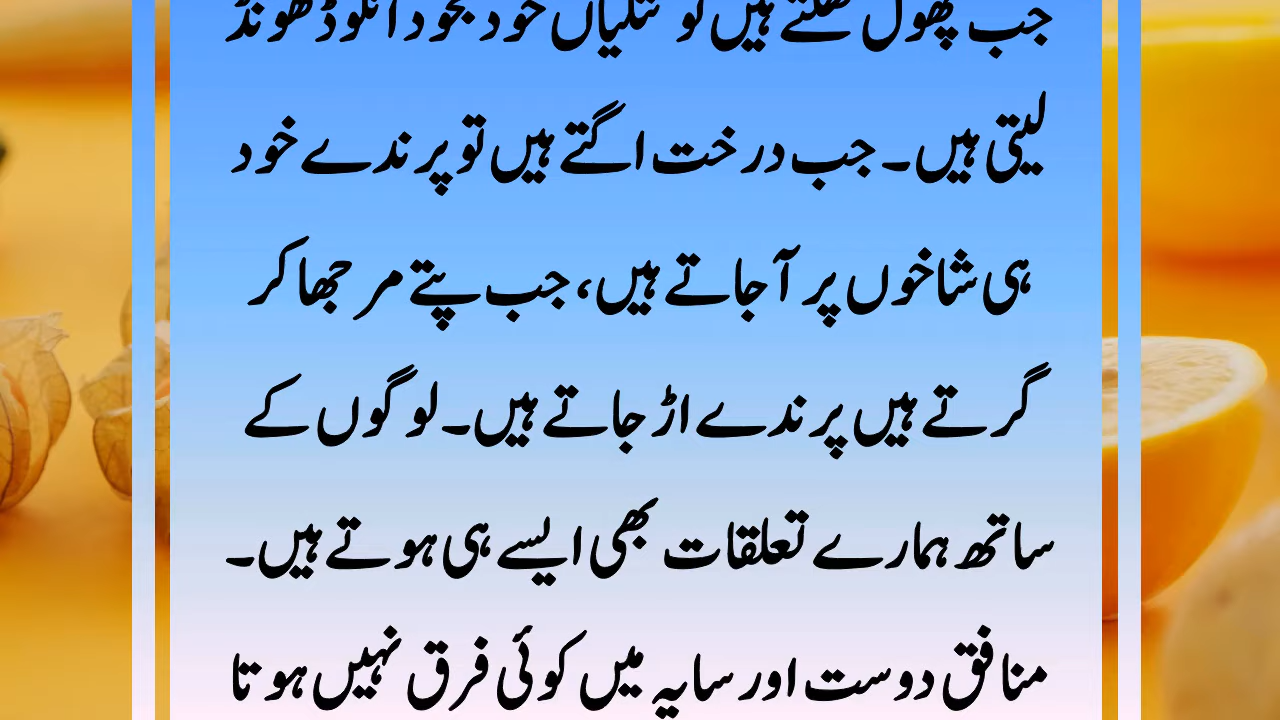 جب پھول کھلتے ہیں تو تتلیاں خود بخود انکو ڈھونڈ
لیتی ہیں۔ جب درخت اگتے ہیں تو پرندے خود
ہی شاخوں پر آ جاتے ہیں، جب پتے مرجھا کر
گرتے ہیں پرندے اڑ جاتے ہیں۔ لوگوں کے
ساتھ ہمارے تعلقات بھی ایسے ہی ہوتے ہیں۔
منافق دوست اور سایہ میں کوئی فرق نہیں ہوتا